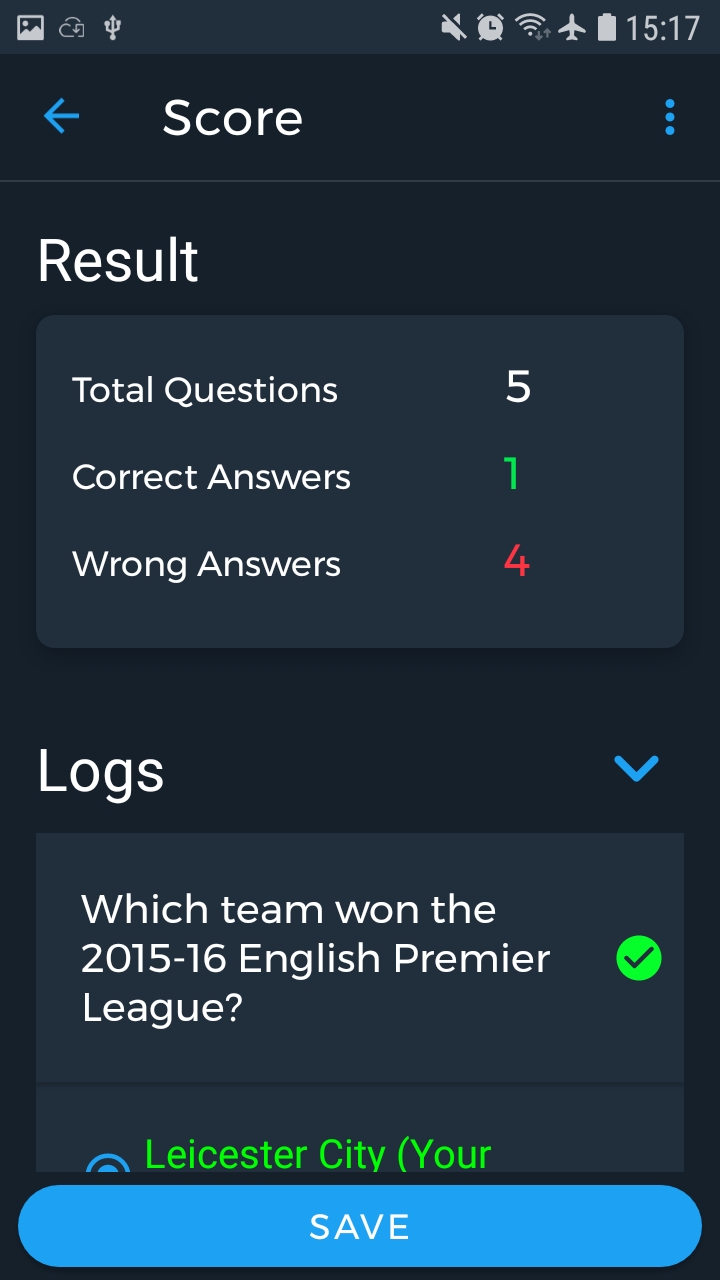 15:17
Score
Result
Total Questions 5
Correct Answers 1
Wrong Answers 4
Logs
Which team won the
2015-16 English Premier
League?
Leicester City (Your
SAVE